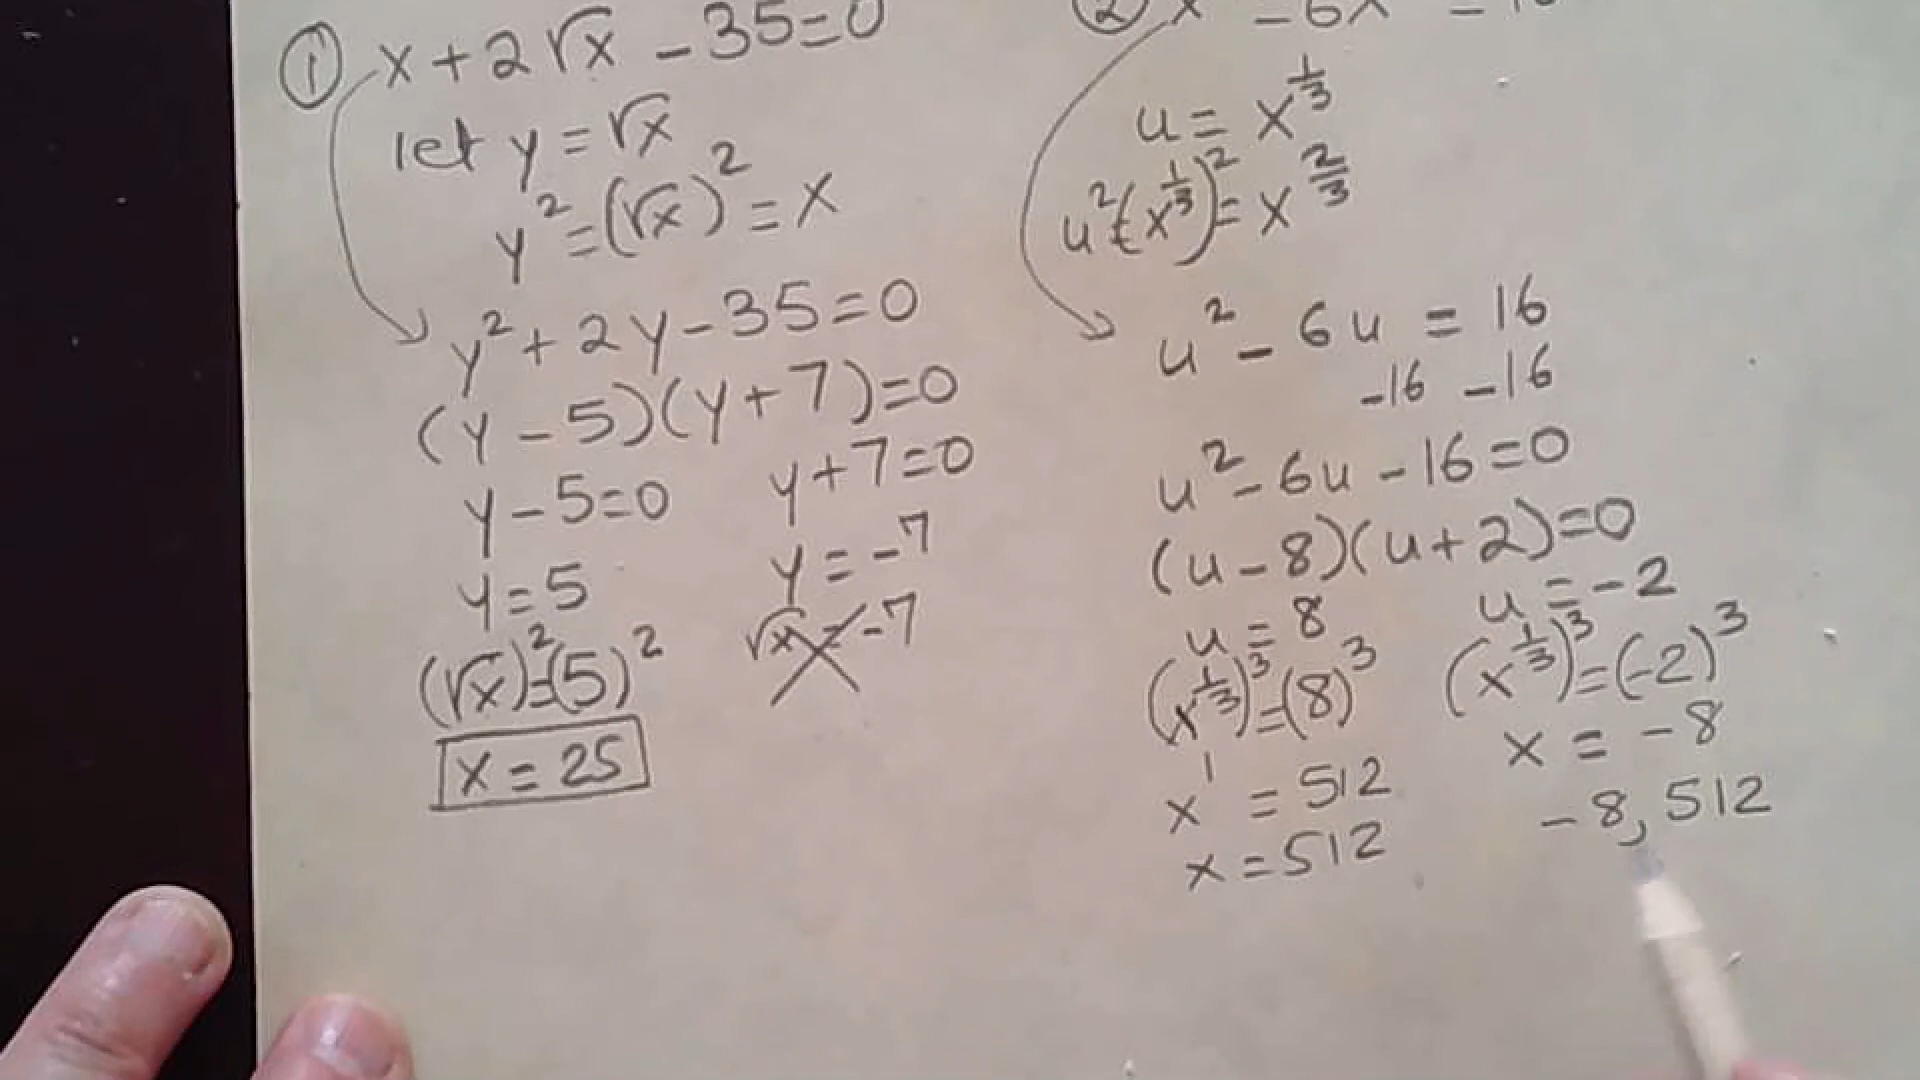 ① x + 2√x - 35 = 0
let y = √x
y² = (√x)² = x
y² + 2y - 35 = 0
(y - 5)(y + 7) = 0
y - 5 = 0 y + 7 = 0
y = 5 y = -7
(√x)² = (5)² √x = -7
x = 25
② x - 6x =
u = x^(1/3)
u² = (x^(1/3))² = x^(2/3)
u² - 6u = 16
-16 -16
u² - 6u - 16 = 0
(u - 8)(u + 2) = 0
u = 8 u = -2
(x^(1/3))³ = (8)³ (x^(1/3))³ = (-2)³
x¹ = 512 x = -8
x = 512 -8, 512